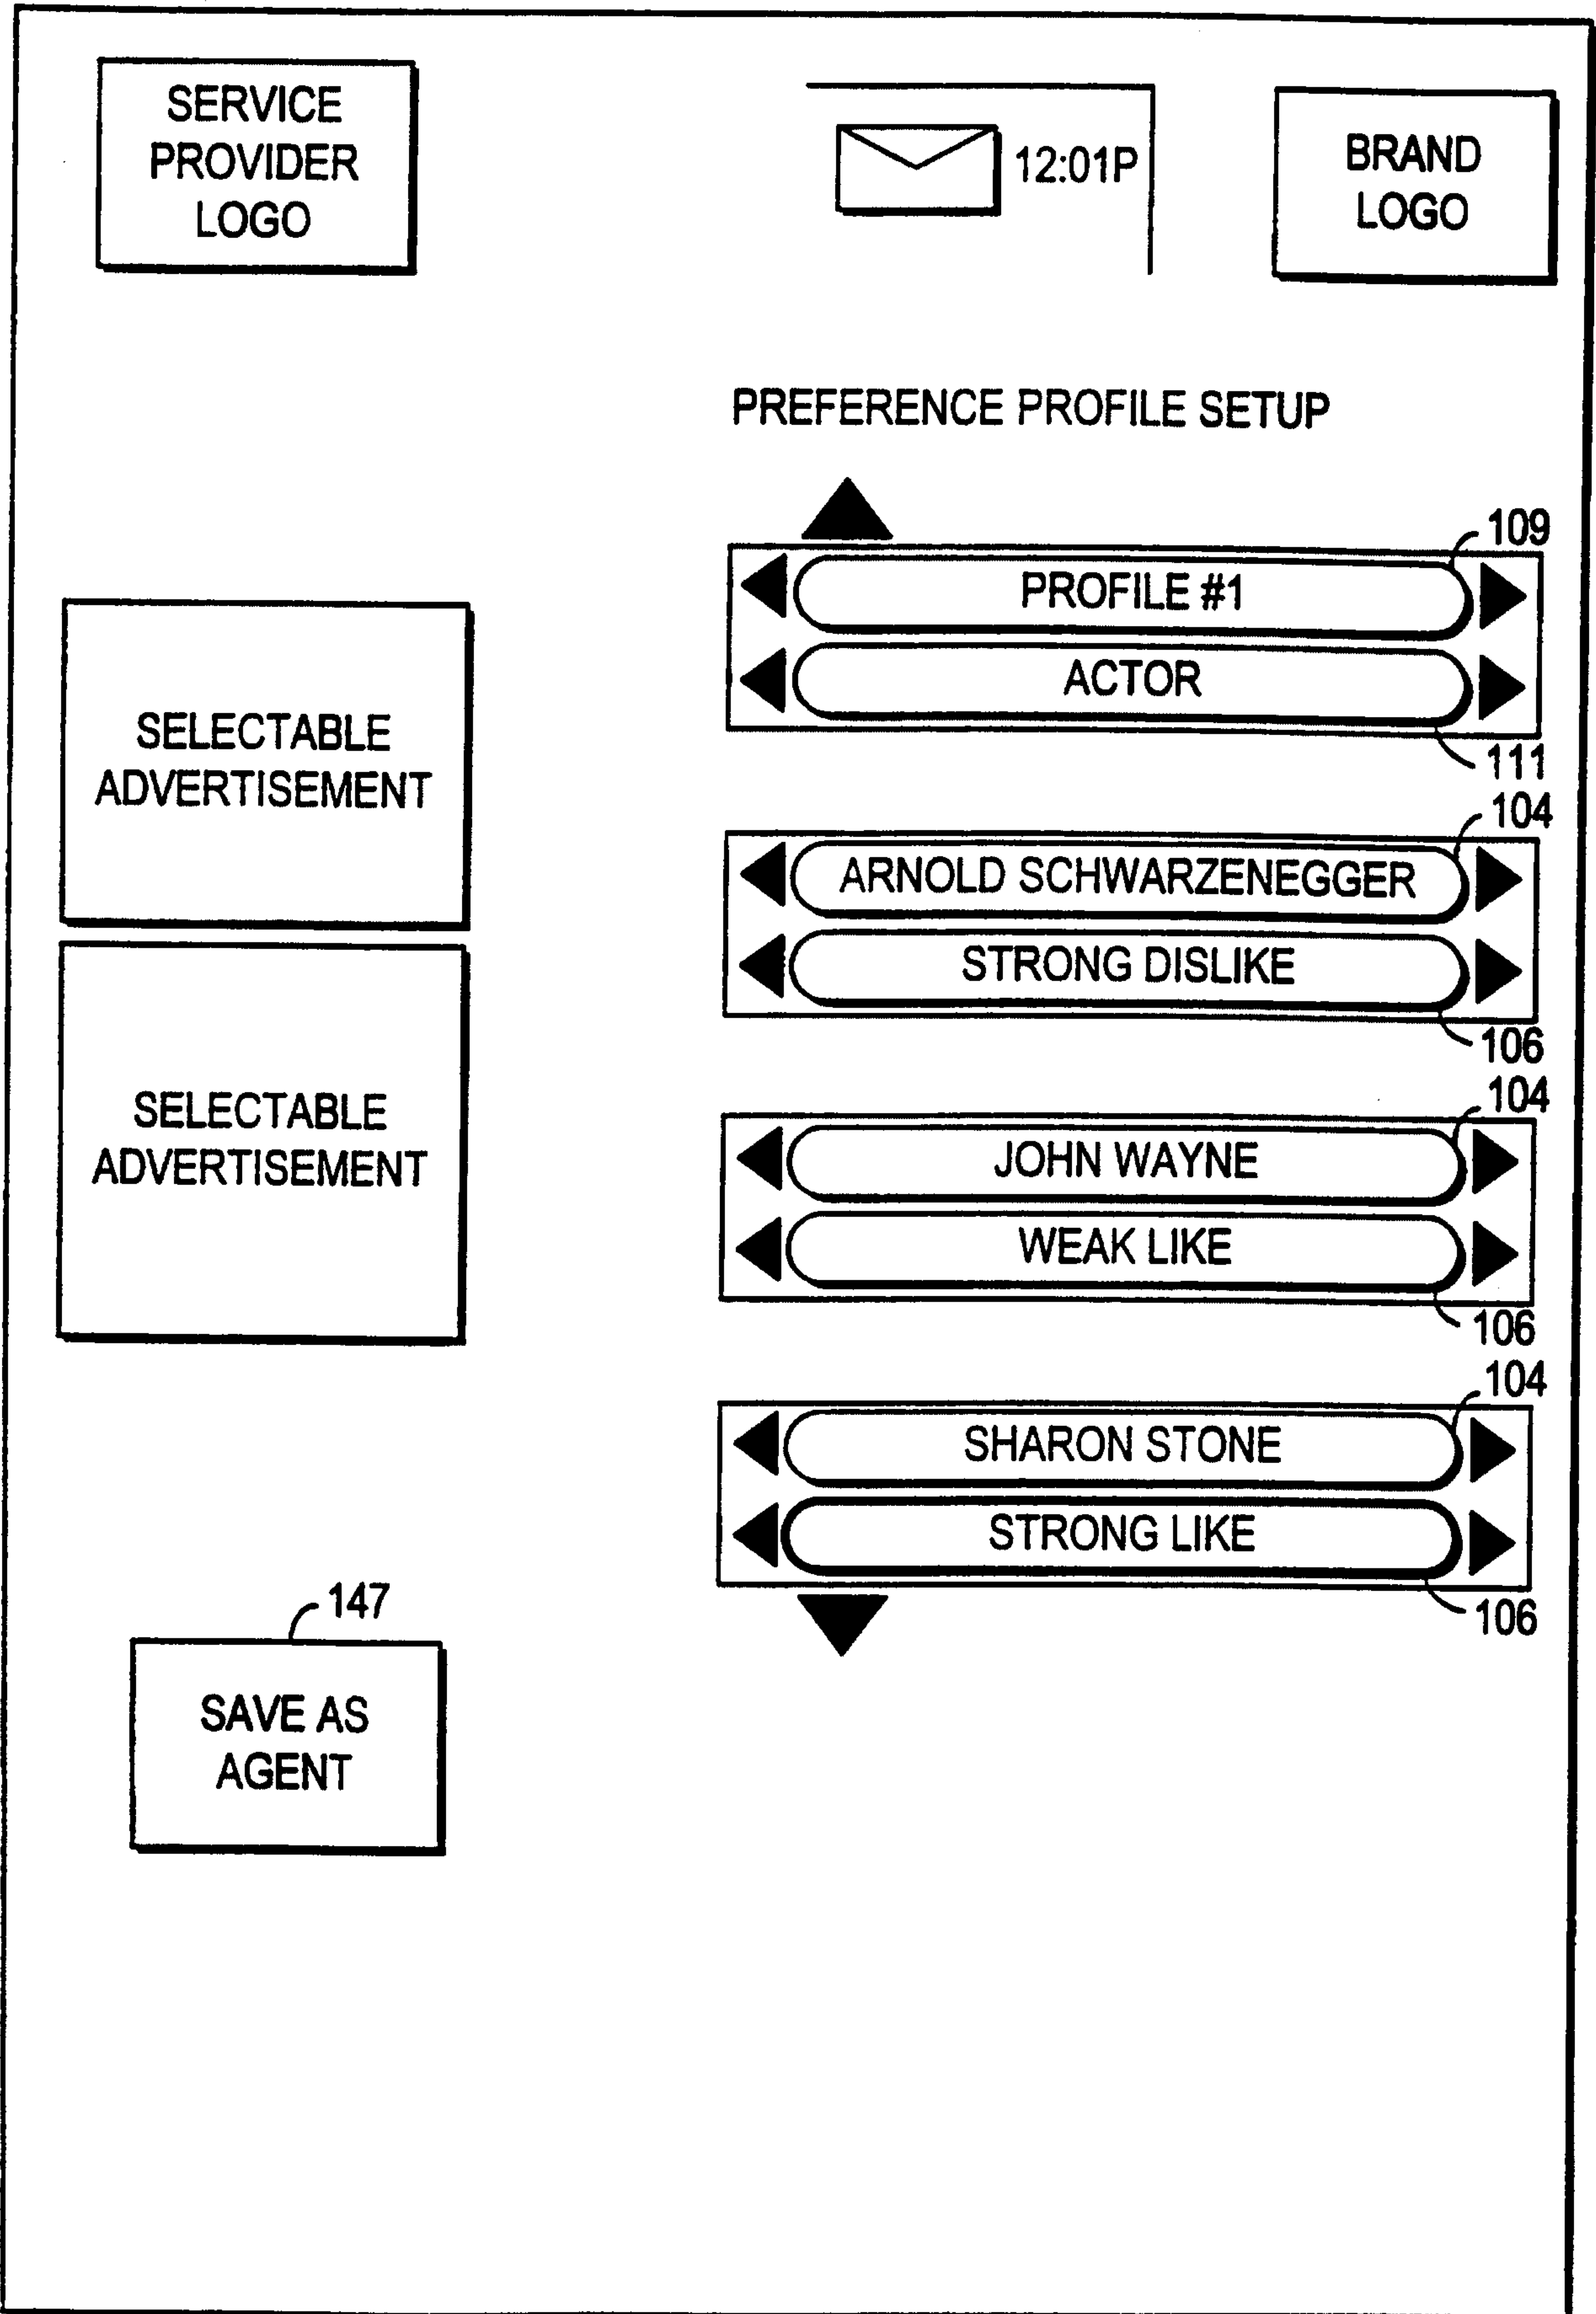 SERVICE
PROVIDER
LOGO
12:01P
BRAND
LOGO
PREFERENCE PROFILE SETUP
109
PROFILE #1
ACTOR
111
SELECTABLE
ADVERTISEMENT
104
ARNOLD SCHWARZENEGGER
STRONG DISLIKE
106
SELECTABLE
ADVERTISEMENT
104
JOHN WAYNE
WEAK LIKE
106
104
SHARON STONE
STRONG LIKE
106
147
SAVE AS
AGENT